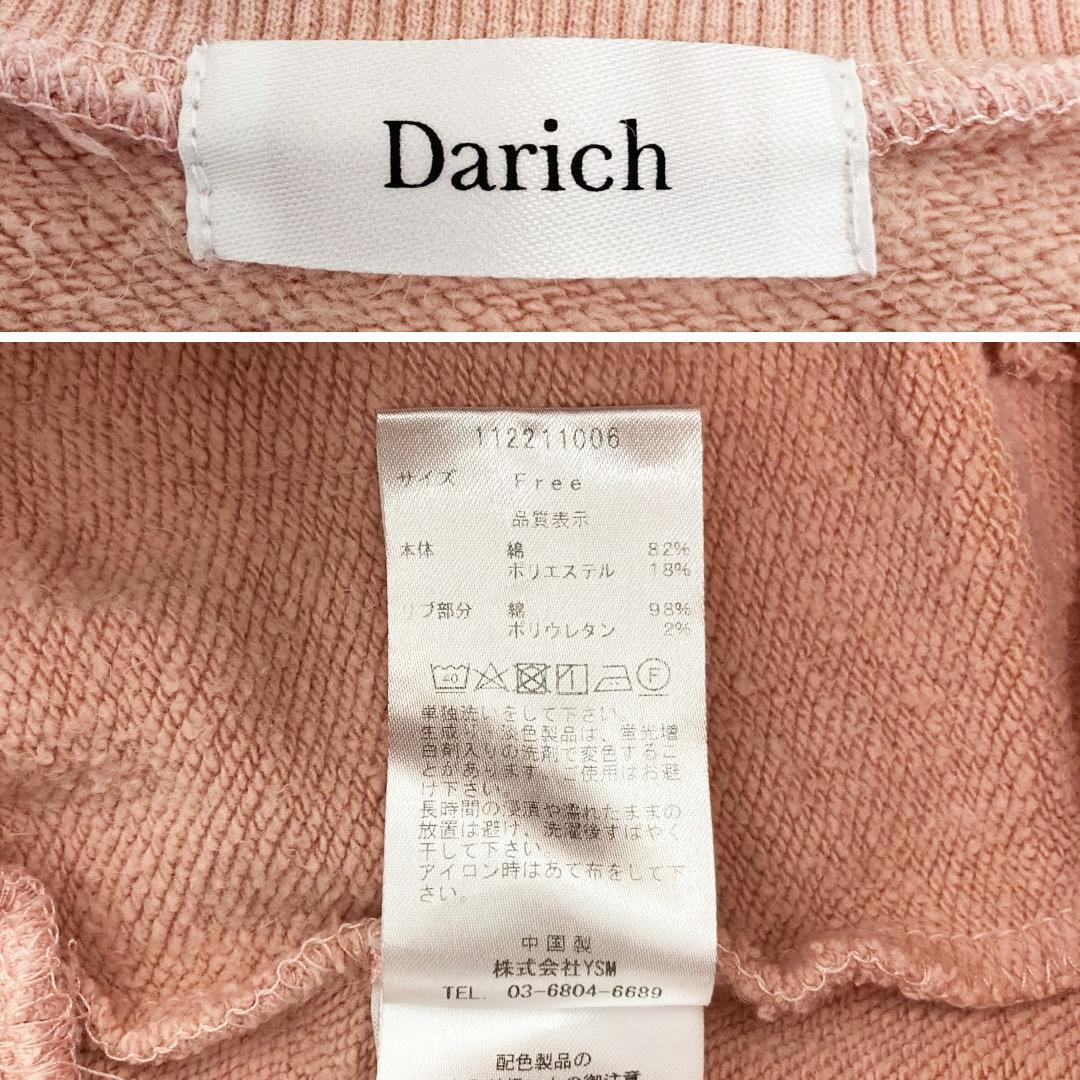 Darich
112211006
サイズ Free
品質表示
本体 綿 82%
ポリエステル 18%
リブ部分 綿 98%
ポリウレタン 2%
40 F
単独洗いをして下さい。
生成り、淡色製品は、蛍光増
白剤入りの洗剤で変色するこ
とがあります。ご使用はお避
け下さい。
長時間の浸漬や濡れたままの
放置は避け、洗濯後すばやく
干して下さい。
アイロン時はあて布をして下
さい。
中国製
株式会社YSM
TEL. 03-6804-6689
配色製品の
の御注意